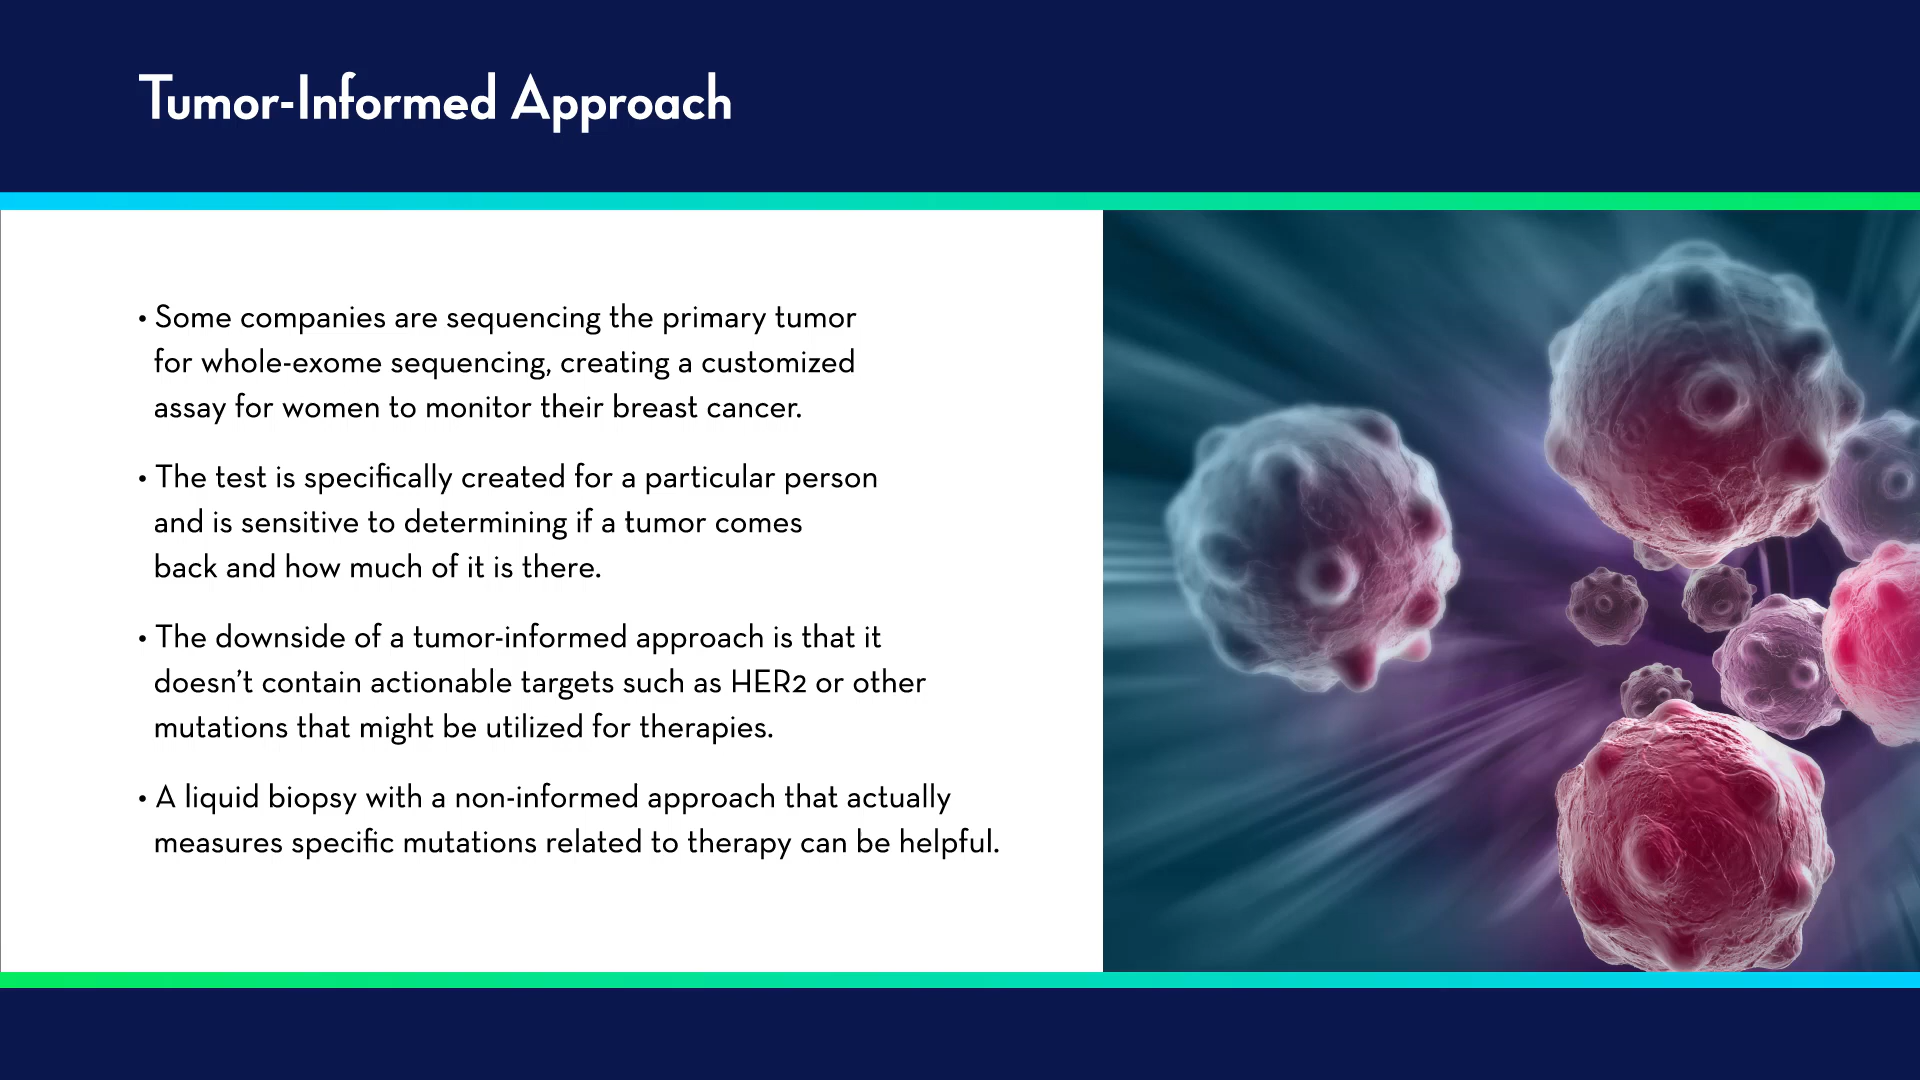 Tumor-Informed Approach
• Some companies are sequencing the primary tumor
for whole-exome sequencing, creating a customized
assay for women to monitor their breast cancer.
• The test is specifically created for a particular person
and is sensitive to determining if a tumor comes
back and how much of it is there.
• The downside of a tumor-informed approach is that it
doesn’t contain actionable targets such as HER2 or other
mutations that might be utilized for therapies.
• A liquid biopsy with a non-informed approach that actually
measures specific mutations related to therapy can be helpful.